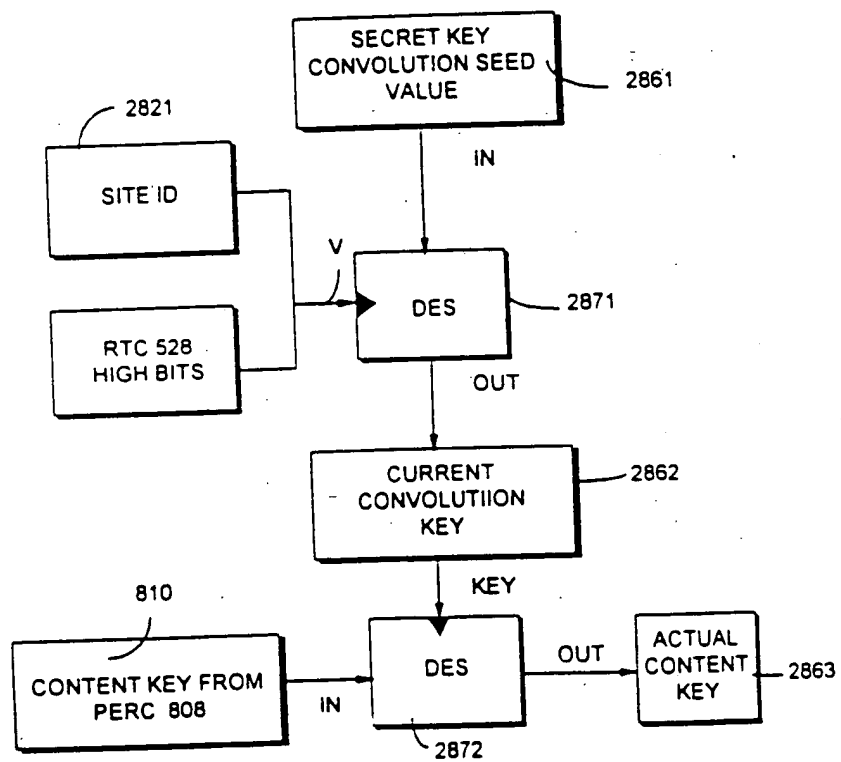 SECRET KEY
CONVOLUTION SEED
VALUE
2861
2821
IN
SITE ID
V
DES
2871
RTC 528
HIGH BITS
OUT
CURRENT
CONVOLUTIION
KEY
2862
KEY
810
CONTENT KEY FROM
PERC 808
IN
DES
OUT
ACTUAL
CONTENT
KEY
2863
2872